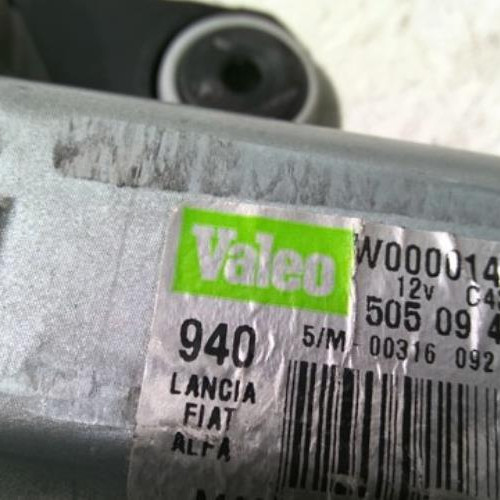 Valeo
W000014
12V C4
505 09 4
940 5/M 00316 092
LANCIA
FIAT
ALFA